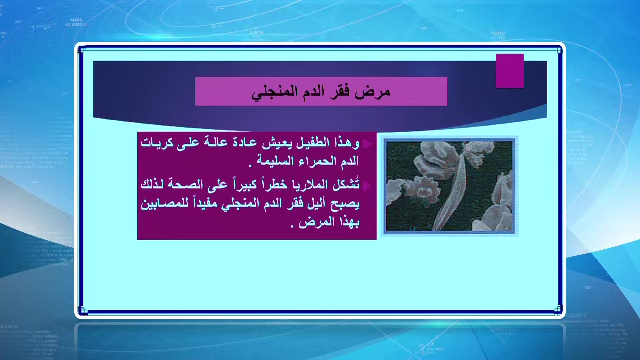 مرض فقر الدم المنجلي
وهذا الطفيل يعيش عادة عالة على كريات
الدم الحمراء السليمة .
تُشكل الملاريا خطراً كبيراً على الصحة لذلك
يصبح أليل فقر الدم المنجلي مفيداً للمصابين
بهذا المرض .